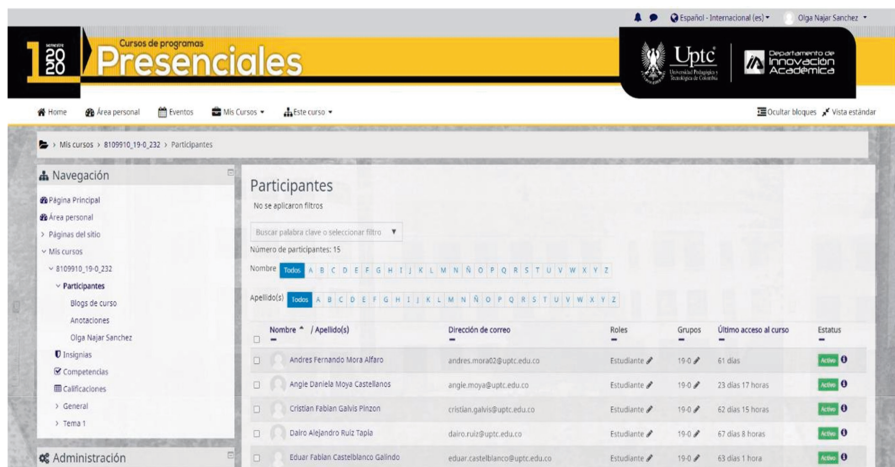 Español - Internacional (es)
Olga Najar Sanchez
1 semestre
2020
Cursos de programas
Presenciales
Uptc
Universidad Pedagógica y
Tecnológica de Colombia
Departamento de
Innovación
Académica
Home Área personal Eventos Mis Cursos Este curso
Ocultar bloques Vista estándar
> Mis cursos > 8109910_19-0_232 > Participantes
Navegación
Página Principal
Área personal
> Páginas del sitio
Mis cursos
8109910_19-0_232
Participantes
Blogs de curso
Anotaciones
Olga Najar Sanchez
Insignias
Competencias
Calificaciones
> General
> Tema 1
Administración
Participantes
No se aplicaron filtros
Buscar palabra clave o seleccionar filtro ▼
Número de participantes: 15
Nombre Todos A B C D E F G H I J K L M N Ñ O P Q R S T U V W X Y Z
Apellido(s) Todos A B C D E F G H I J K L M N Ñ O P Q R S T U V W X Y Z
Nombre / Apellido(s) Dirección de correo Roles Grupos Último acceso al curso Estatus
Andres Fernando Mora Alfaro andres.mora02@uptc.edu.co Estudiante 19-0 61 días Activo
Angie Daniela Moya Castellanos angie.moya@uptc.edu.co Estudiante 19-0 23 días 17 horas Activo
Cristian Fabian Galvis Pinzon cristian.galvis@uptc.edu.co Estudiante 19-0 62 días 15 horas Activo
Dairo Alejandro Ruiz Tapia dairo.ruiz@uptc.edu.co Estudiante 19-0 67 días 8 horas Activo
Eduar Fabian Castelblanco Galindo eduar.castelblanco@uptc.edu.co Estudiante 19-0 63 días 1 hora Activo